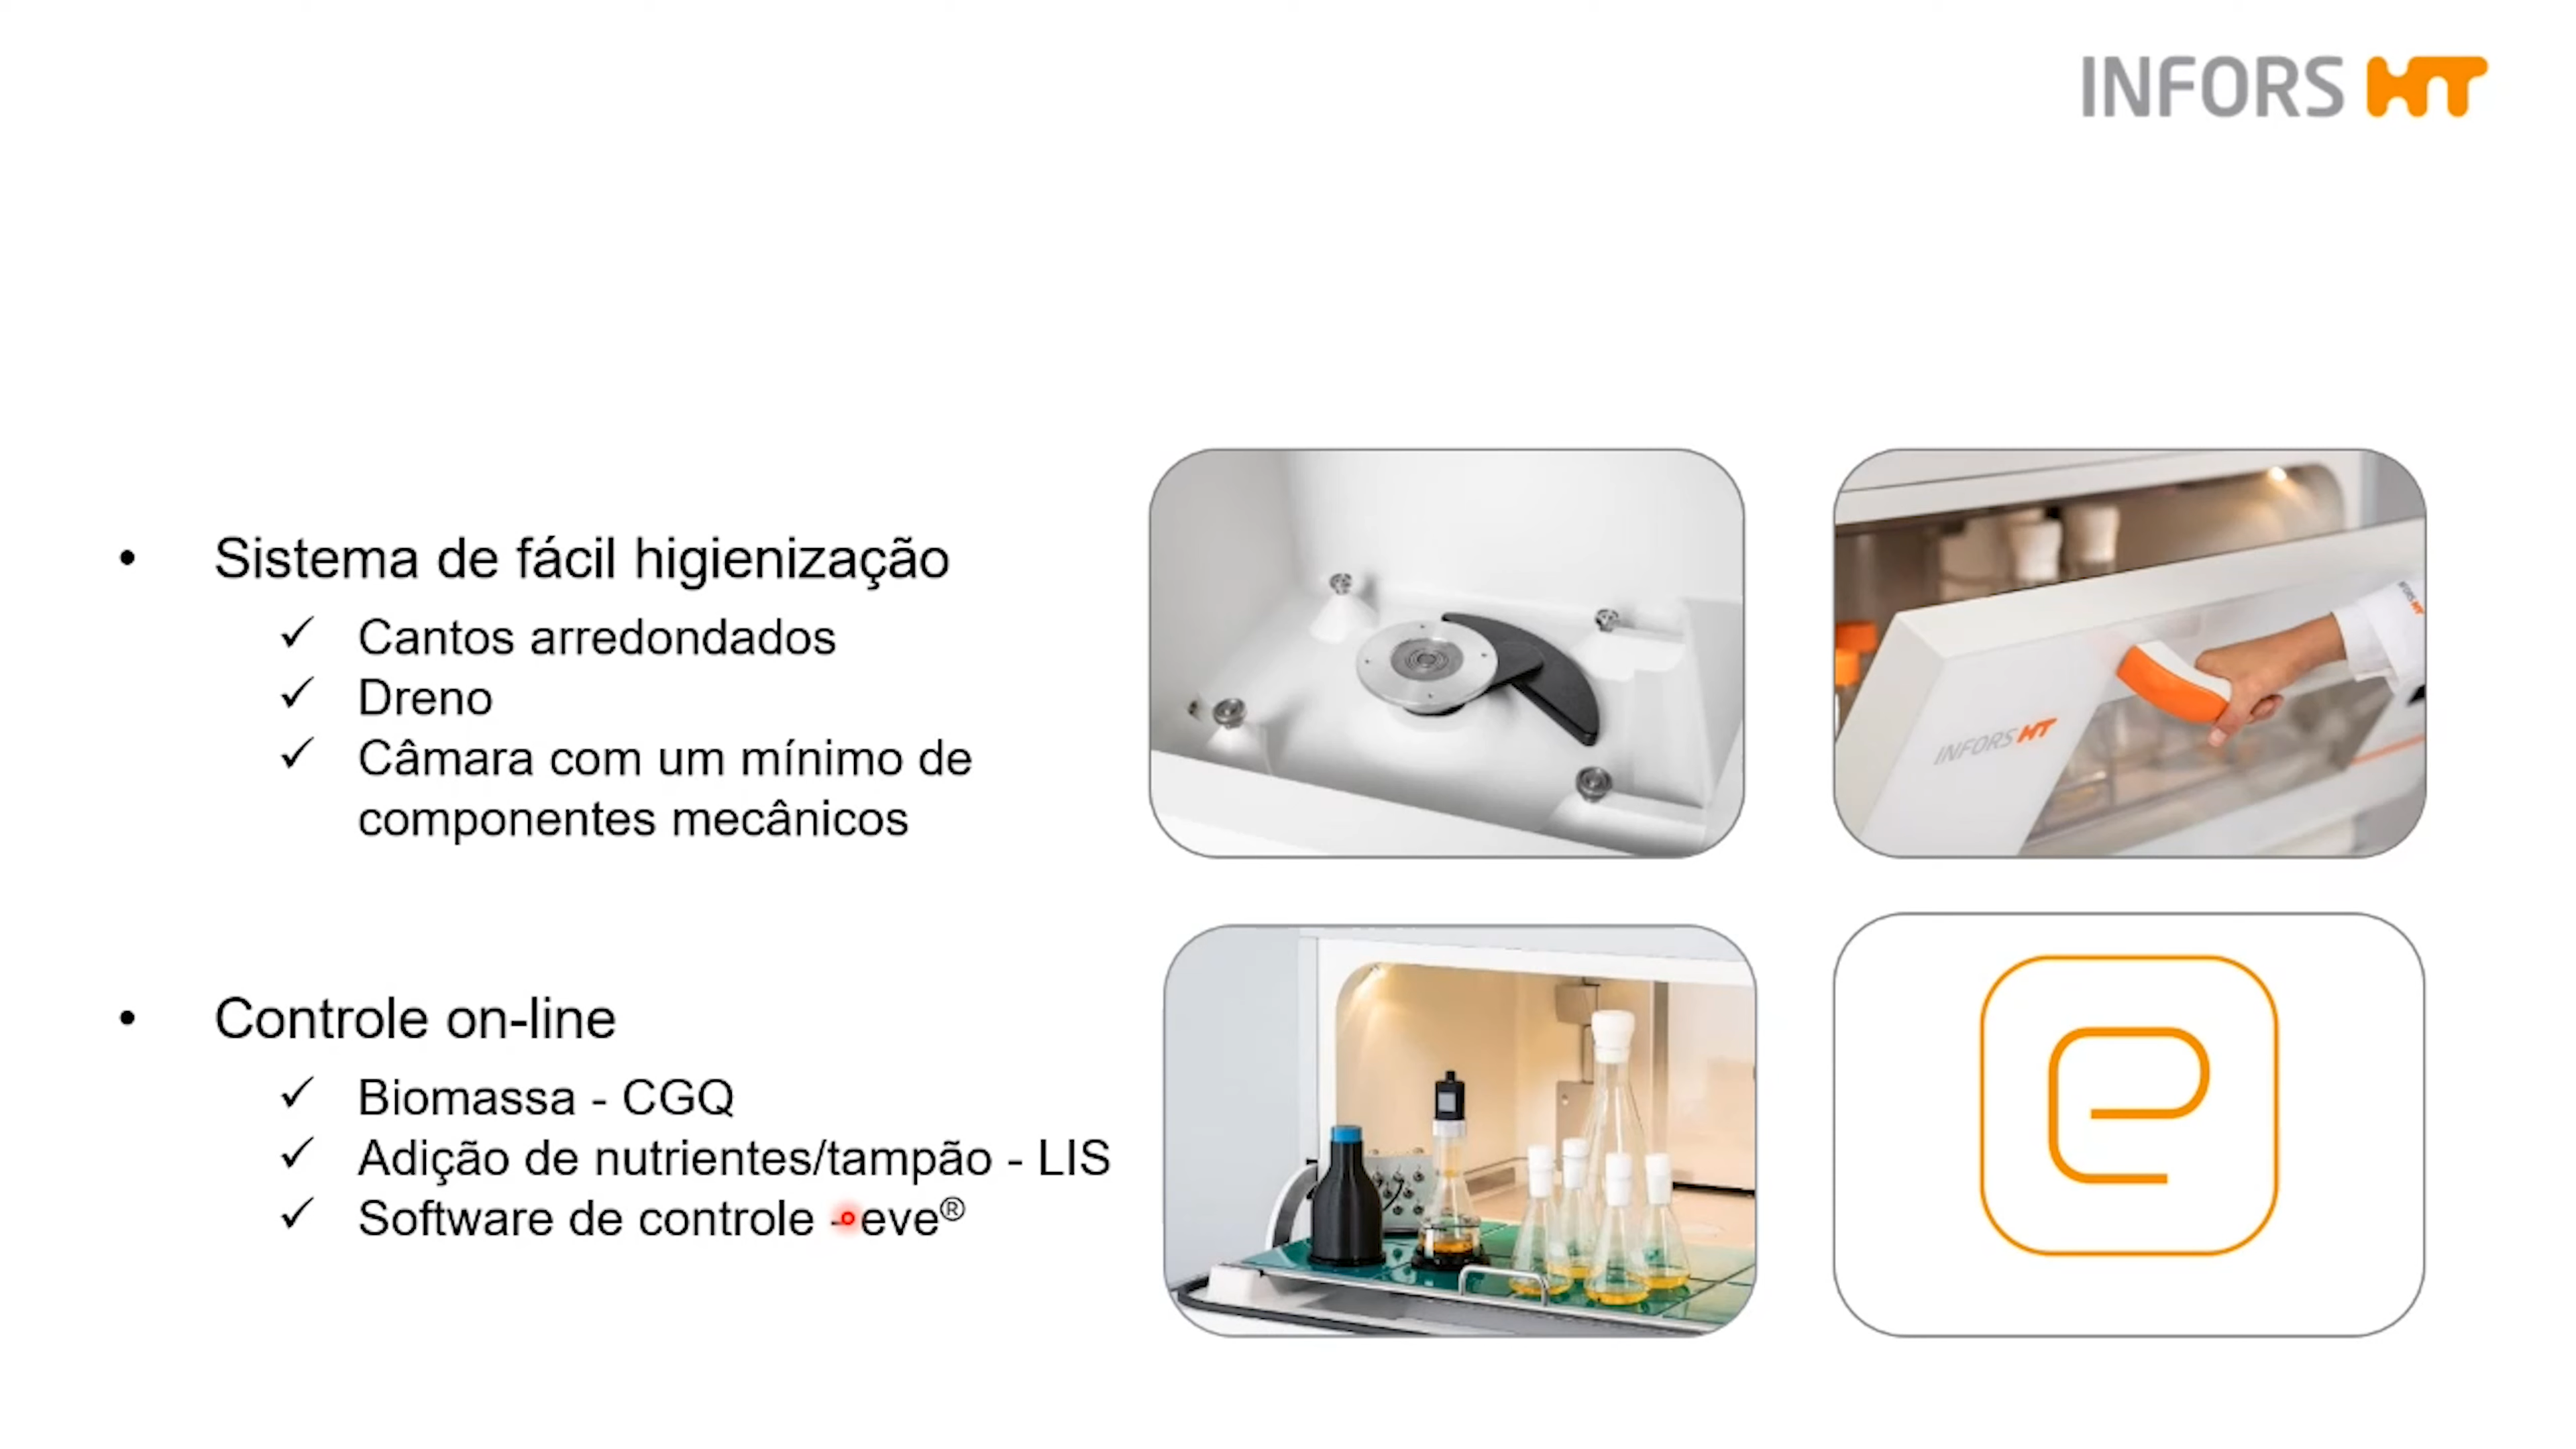 INFORS HT
• Sistema de fácil higienização
✓ Cantos arredondados
✓ Dreno
✓ Câmara com um mínimo de
componentes mecânicos
INFORS HT
• Controle on-line
✓ Biomassa - CGQ
✓ Adição de nutrientes/tampão - LIS
✓ Software de controle - eve®
e